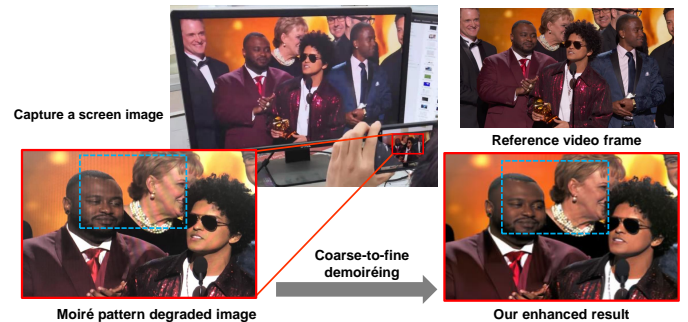 Capture a screen image
Reference video frame
Coarse-to-fine
demoiréing
Moiré pattern degraded image
Our enhanced result